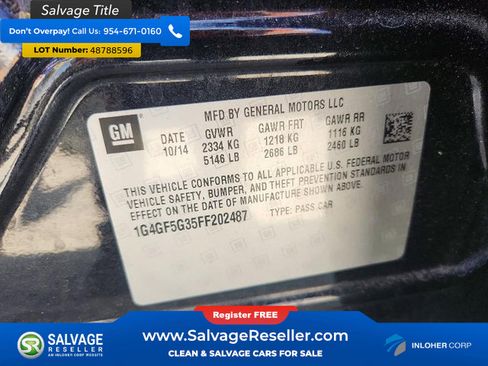 Salvage Title
Don't Overpay! Call Us: 954-671-0160
LOT Number: 48788596
GM
MFD BY GENERAL MOTORS LLC
DATE GVWR GAWR FRT GAWR RR
10/14 2334 KG 1218 KG 1116 KG
5146 LB 2686 LB 2460 LB
THIS VEHICLE CONFORMS TO ALL APPLICABLE U.S. FEDERAL MOTOR
VEHICLE SAFETY, BUMPER, AND THEFT PREVENTION STANDARDS IN
EFFECT ON THE DATE OF MANUFACTURE SHOWN ABOVE.
1G4GF5G35FF202487 TYPE: PASS CAR
Register FREE!
SALVAGE
RESELLER
AN INLOHER CORP WEBSITE
www.SalvageReseller.com
CLEAN & SALVAGE CARS FOR SALE
INLOHER CORP